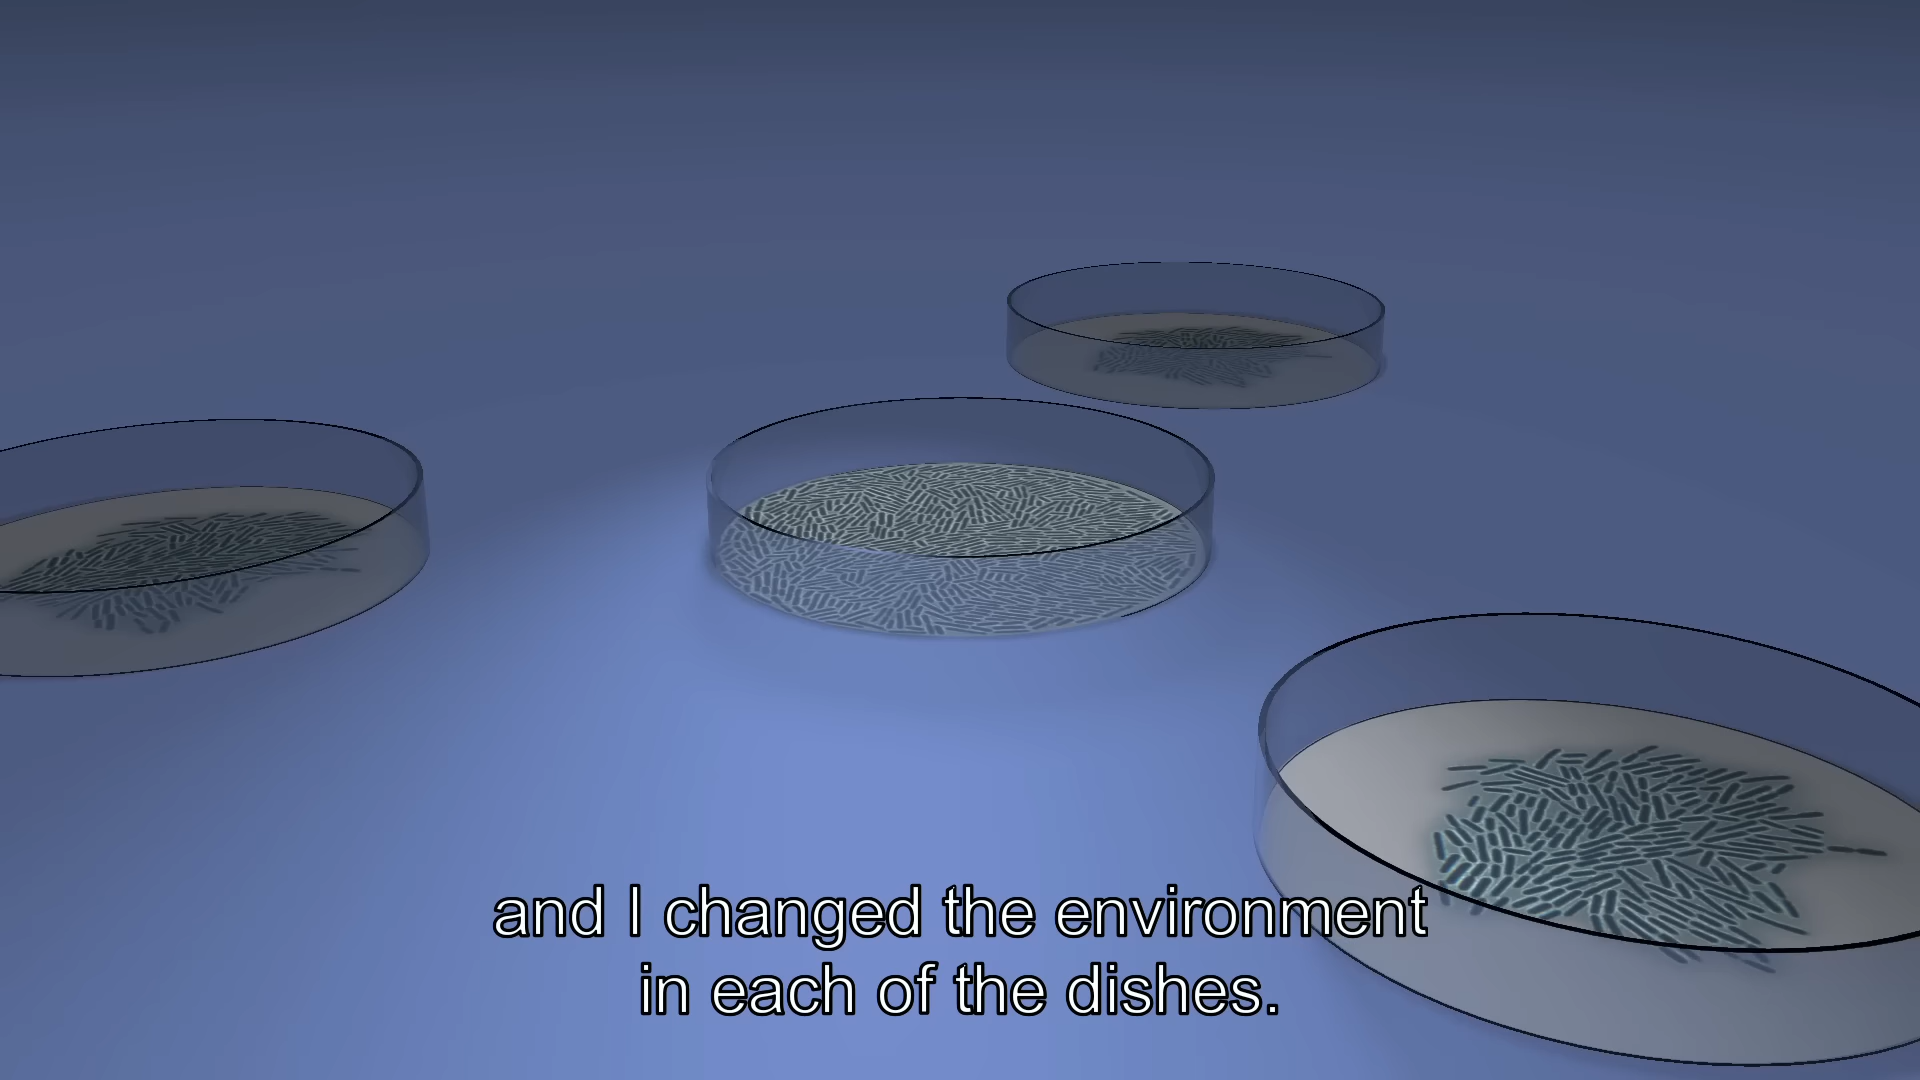 and I changed the environment
in each of the dishes.